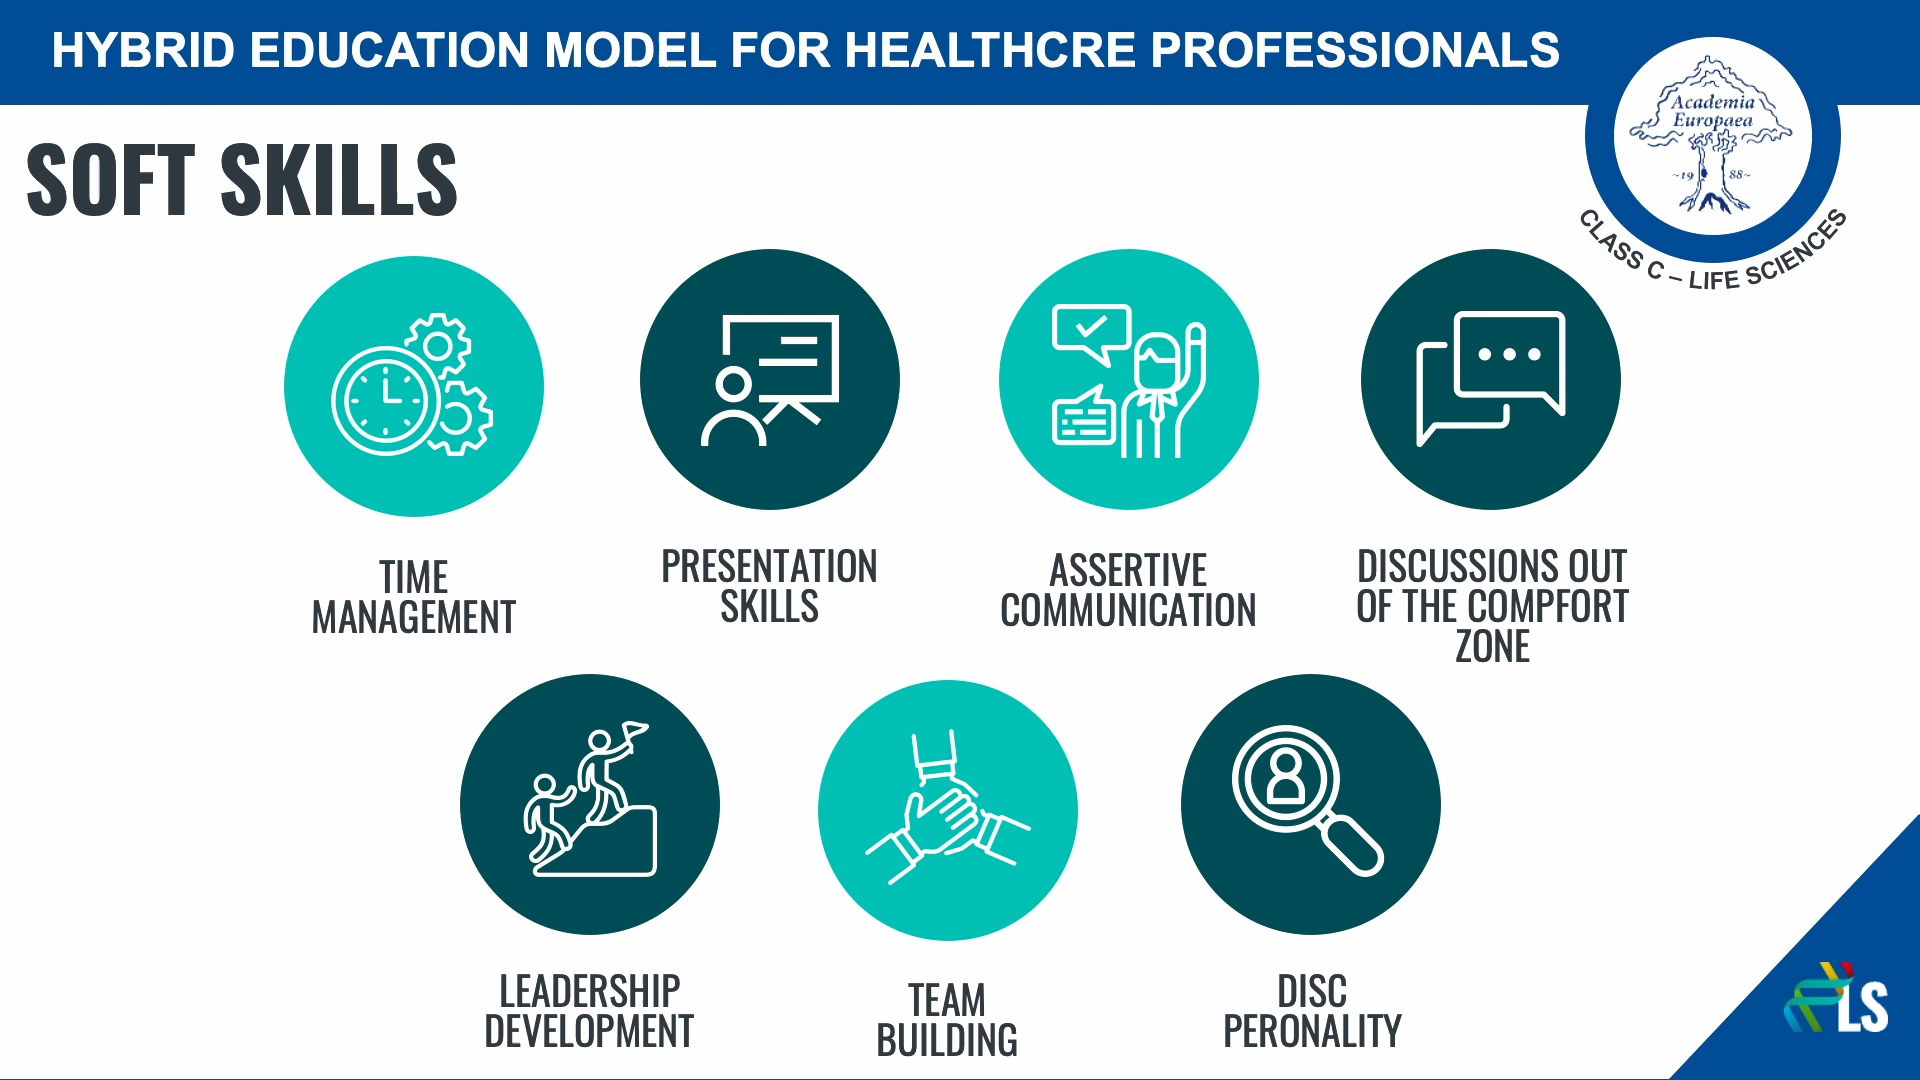 HYBRID EDUCATION MODEL FOR HEALTHCRE PROFESSIONALS
Academia
Europaea
~19 88~
CLASS C – LIFE SCIENCES
SOFT SKILLS
TIME
MANAGEMENT
PRESENTATION
SKILLS
ASSERTIVE
COMMUNICATION
DISCUSSIONS OUT
OF THE COMPFORT
ZONE
LEADERSHIP
DEVELOPMENT
TEAM
BUILDING
DISC
PERONALITY
LS